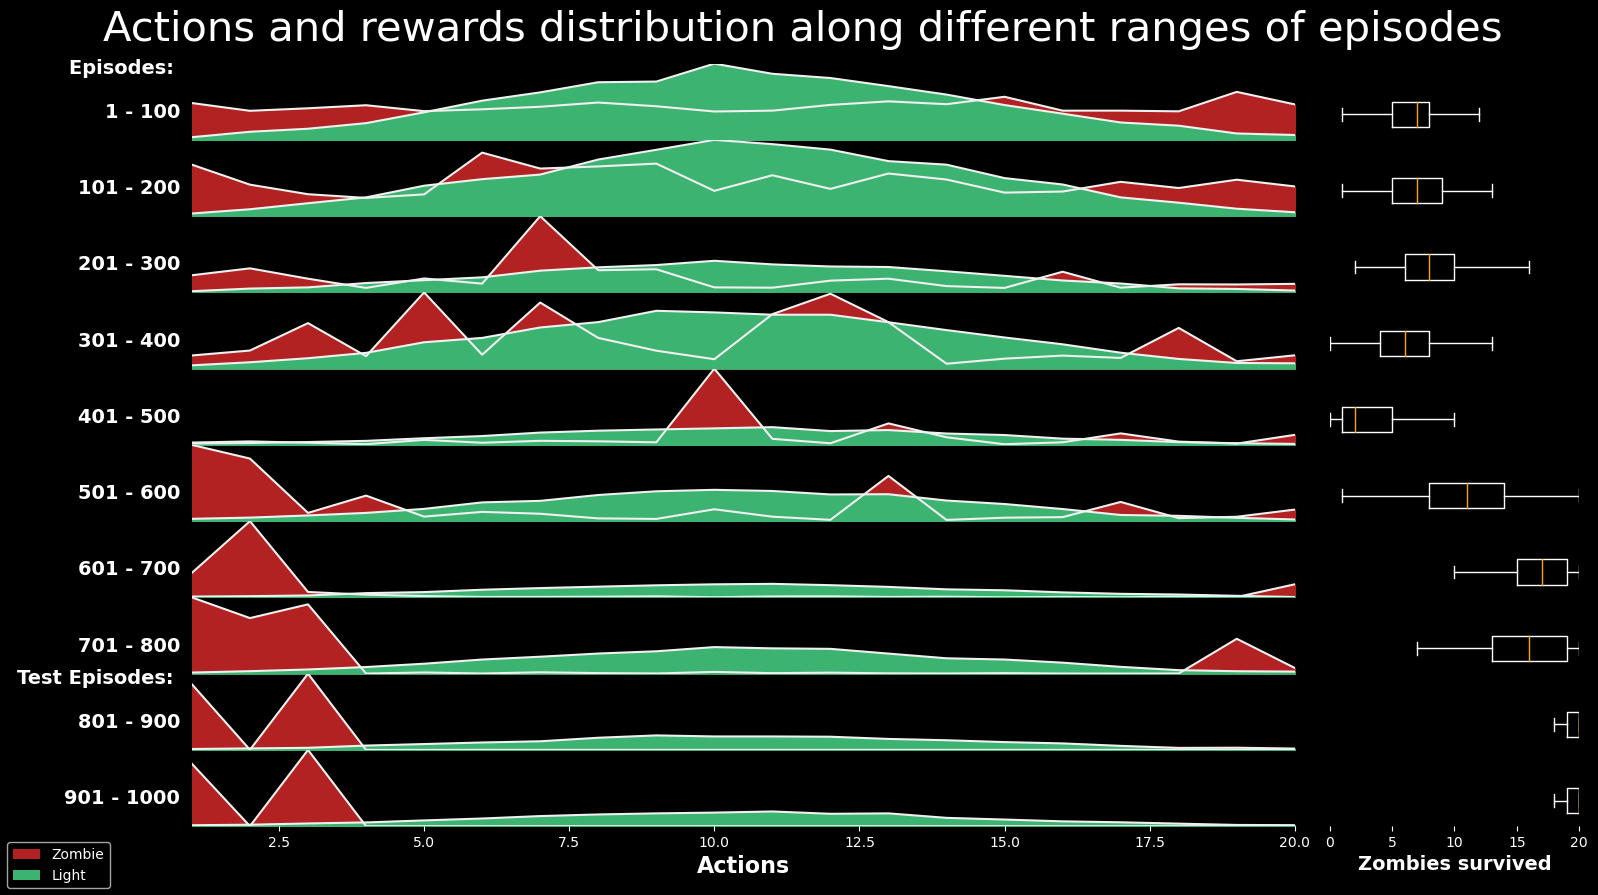 Actions and rewards distribution along different ranges of episodes
Episodes:
1 - 100
101 - 200
201 - 300
301 - 400
401 - 500
501 - 600
601 - 700
701 - 800
Test Episodes:
801 - 900
901 - 1000
2.5 5.0 7.5 10.0 12.5 15.0 17.5 20.0 0 5 10 15 20
Actions
Zombies survived
Zombie
Light